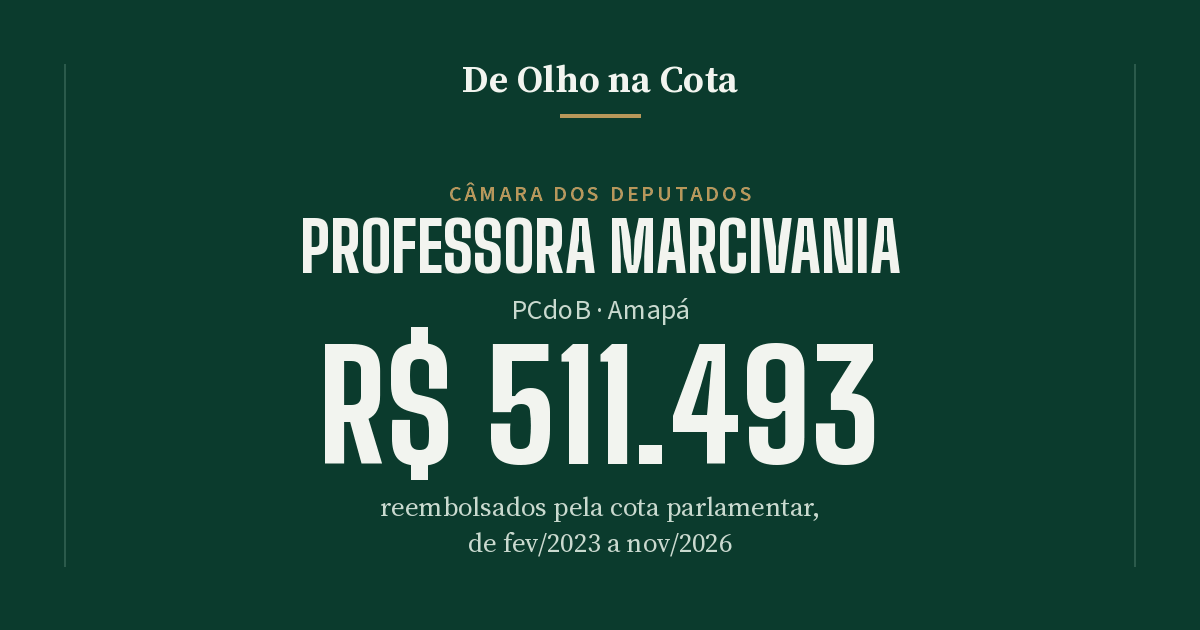 De Olho na Cota
CÂMARA DOS DEPUTADOS
PROFESSORA MARCIVANIA
PCdoB · Amapá
R$ 511.493
reembolsados pela cota parlamentar,
de fev/2023 a nov/2026